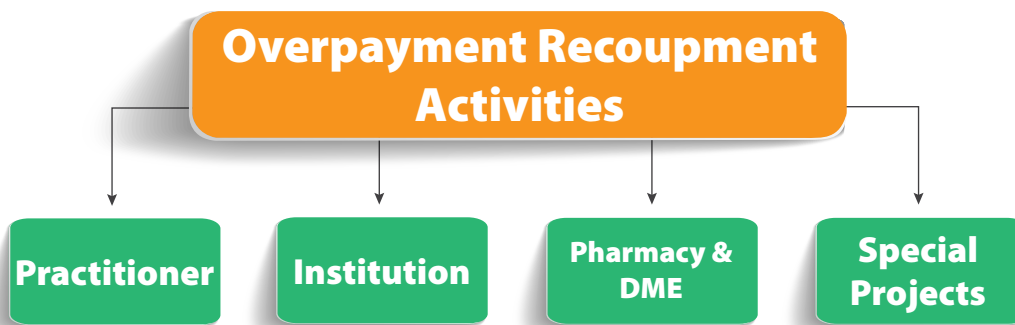 Overpayment Recoupment
Activities
Practitioner
Institution
Pharmacy &
DME
Special
Projects